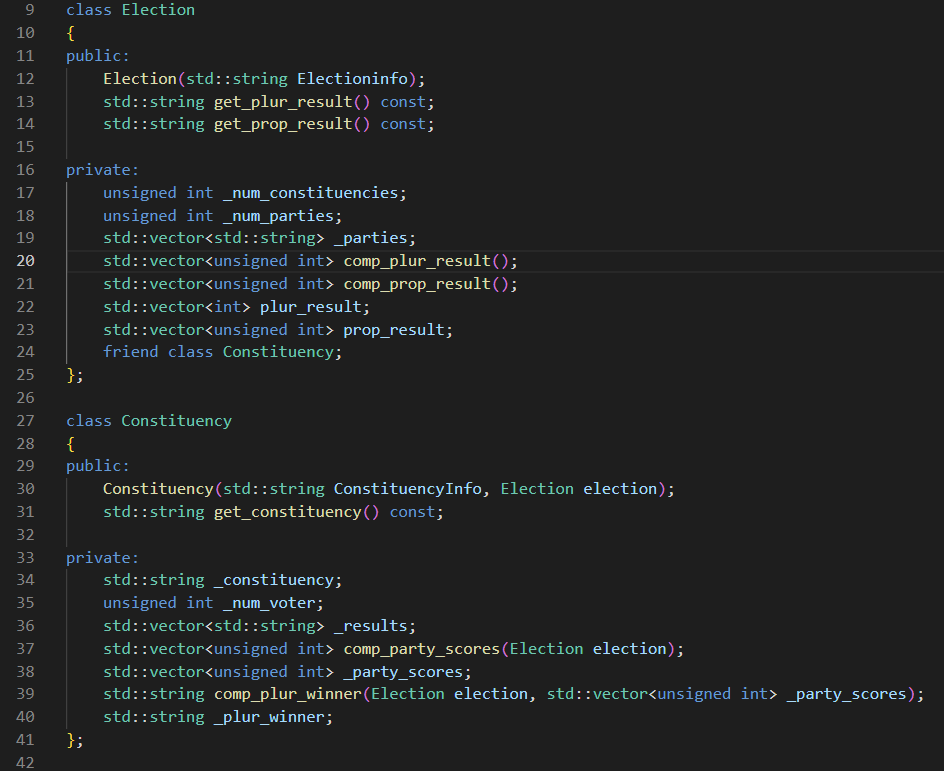 9 class Election
10 {
11 public:
12 Election(std::string Electioninfo);
13 std::string get_plur_result() const;
14 std::string get_prop_result() const;
15
16 private:
17 unsigned int _num_constituencies;
18 unsigned int _num_parties;
19 std::vector<std::string> _parties;
20 std::vector<unsigned int> comp_plur_result();
21 std::vector<unsigned int> comp_prop_result();
22 std::vector<int> plur_result;
23 std::vector<unsigned int> prop_result;
24 friend class Constituency;
25 };
26
27 class Constituency
28 {
29 public:
30 Constituency(std::string ConstituencyInfo, Election election);
31 std::string get_constituency() const;
32
33 private:
34 std::string _constituency;
35 unsigned int _num_voter;
36 std::vector<std::string> _results;
37 std::vector<unsigned int> comp_party_scores(Election election);
38 std::vector<unsigned int> _party_scores;
39 std::string comp_plur_winner(Election election, std::vector<unsigned int> _party_scores);
40 std::string _plur_winner;
41 };
42